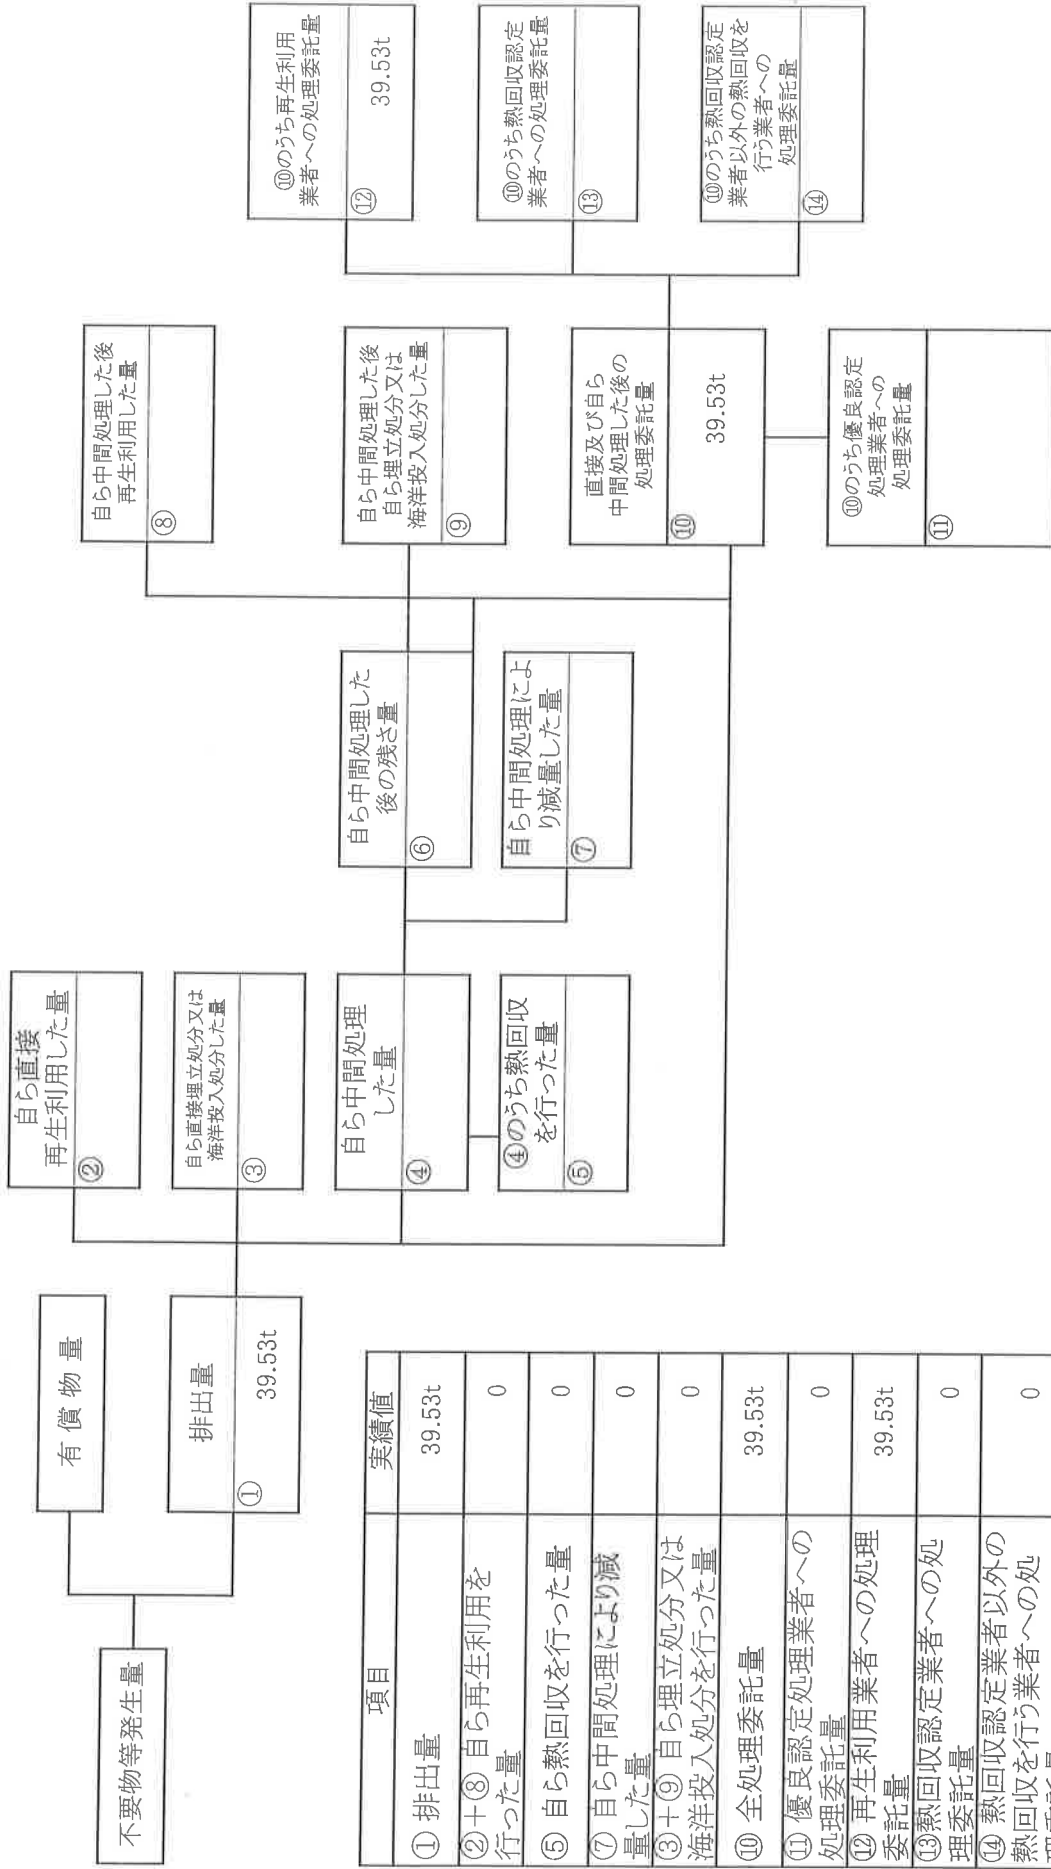 不要物等発生量
有償物量
排出量
①
39.53t
自ら直接
再生利用した量
②
自ら直接埋立処分又は
海洋投入処分した量
③
自ら中間処理
した量
④
④のうち熱回収
を行った量
⑤
自ら中間処理した
後の残さ量
⑥
自ら中間処理によ
り減量した量
⑦
自ら中間処理した後
再生利用した量
⑧
自ら中間処理した後
自ら埋立処分又は
海洋投入処分した量
⑨
直接及び自ら
中間処理した後の
処理委託量
⑩
39.53t
⑩のうち優良認定
処理業者への
処理委託量
⑪
⑩のうち再生利用
業者への処理委託量
⑫
39.53t
⑩のうち熱回収認定
業者への処理委託量
⑬
⑩のうち熱回収認定
業者以外の熱回収を
行う業者への
処理委託量
⑭
項目 実績値
① 排出量 39.53t
②+⑧ 自ら再生利用を
行った量 0
⑤ 自ら熱回収を行った量 0
⑦ 自ら中間処理により減
量した量 0
③+⑨ 自ら埋立処分又は
海洋投入処分を行った量 0
⑩ 全処理委託量 39.53t
⑪ 優良認定処理業者への
処理委託量 0
⑫ 再生利用業者への処理
委託量 39.53t
⑬熱回収認定業者への処
理委託量 0
⑭ 熱回収認定業者以外の
熱回収を行う業者への処
理委託量 0